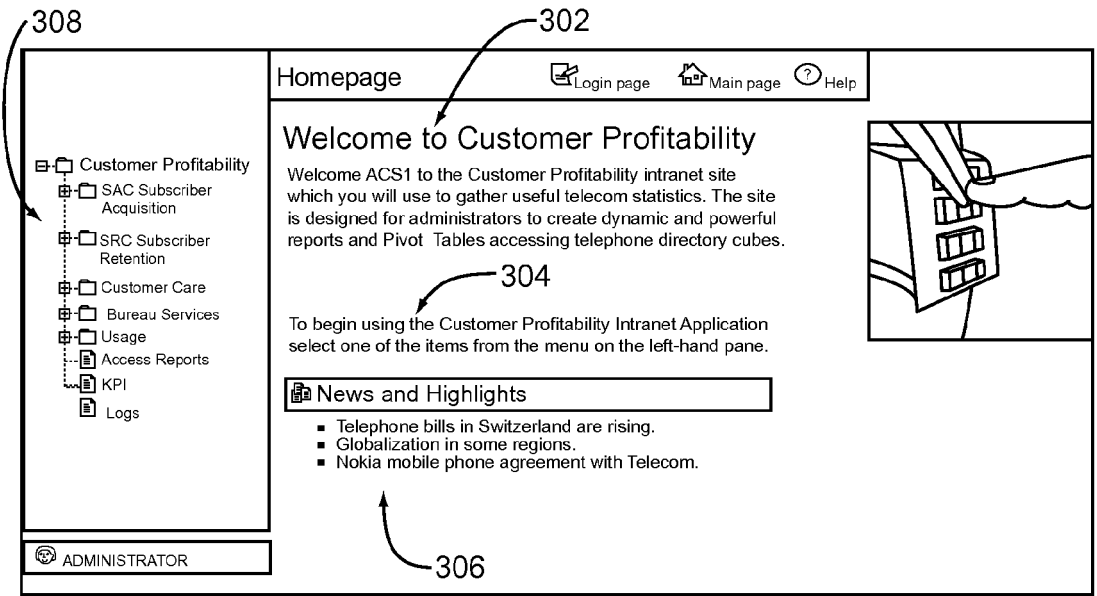 308
302
Homepage
Login page
Main page
? Help
Welcome to Customer Profitability
Welcome ACS1 to the Customer Profitability intranet site
which you will use to gather useful telecom statistics. The site
is designed for administrators to create dynamic and powerful
reports and Pivot Tables accessing telephone directory cubes.
304
To begin using the Customer Profitability Intranet Application
select one of the items from the menu on the left-hand pane.
News and Highlights
Telephone bills in Switzerland are rising.
Globalization in some regions.
Nokia mobile phone agreement with Telecom.
306
Customer Profitability
SAC Subscriber
Acquisition
SRC Subscriber
Retention
Customer Care
Bureau Services
Usage
Access Reports
KPI
Logs
ADMINISTRATOR